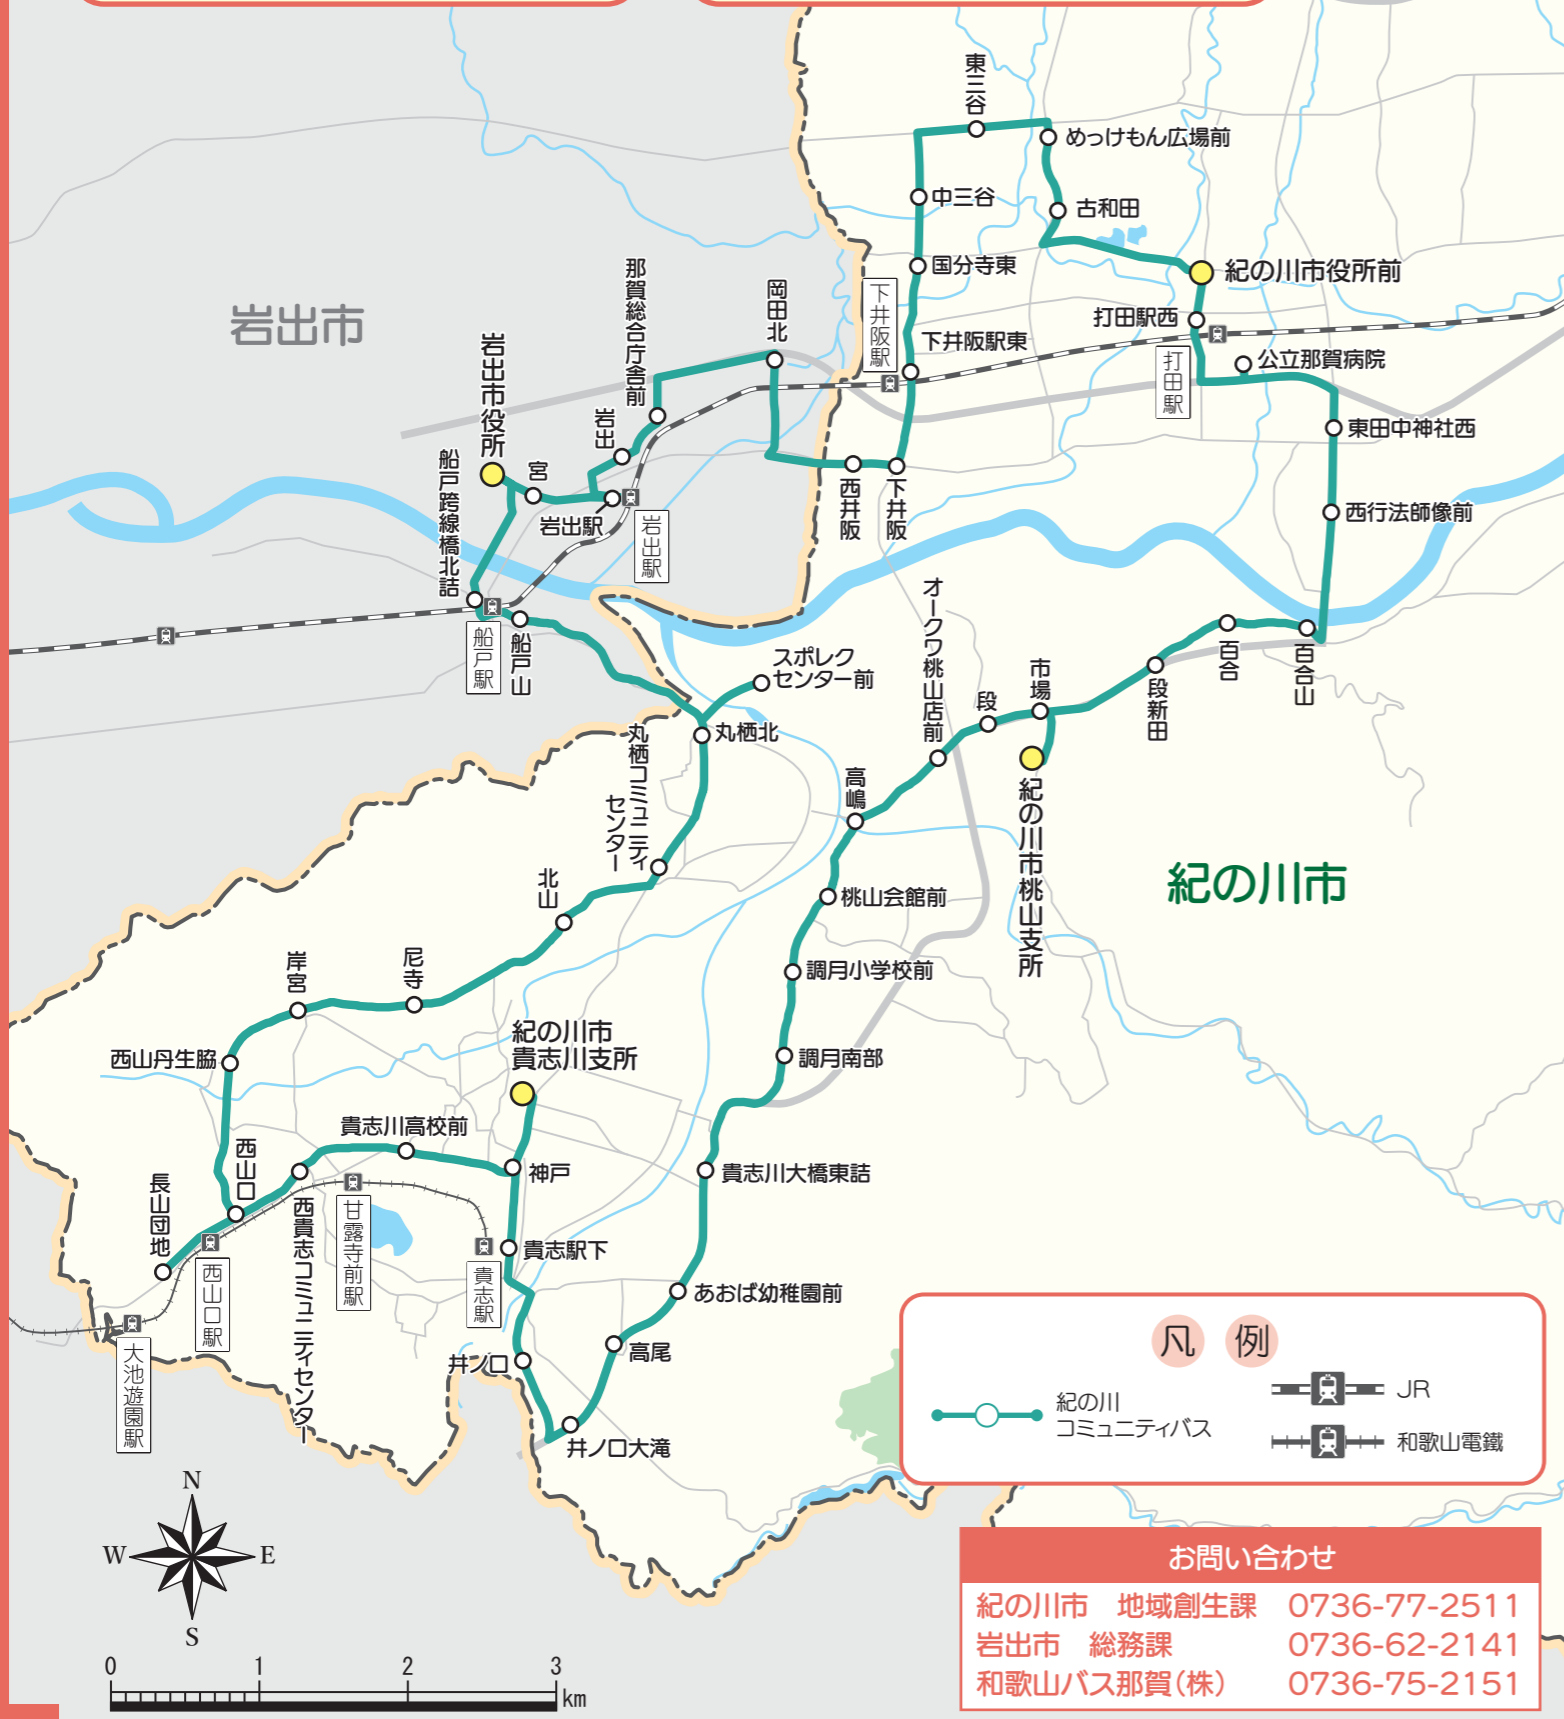 東三谷
めっけもん広場前
中三谷
古和田
国分寺東
紀の川市役所前
岩出市
那賀総合庁舎前
岡田北
下井阪駅
打田駅西
下井阪駅東
公立那賀病院
打田駅
岩出市役所
岩出
東田中神社西
船戸跨線橋北詰
宮
岩出駅
岩出駅
西井阪
下井阪
西行法師像前
船戸駅
船戸山
オークワ桃山店前
百合
百合山
スポレク
センター前
市場
段
段新田
丸栖北
丸栖コミュニティ
センター
高嶋
紀の川市桃山支所
紀の川市
北山
桃山会館前
岸宮
尼寺
調月小学校前
紀の川市
貴志川支所
西山丹生脇
調月南部
貴志川高校前
西山口
神戸
貴志川大橋東詰
長山団地
西貴志コミュニティセンター
甘露寺前駅
貴志駅下
西山口駅
貴志駅
あおば幼稚園前
大池遊園駅
井ノ口
高尾
井ノ口大滝
凡例
紀の川
コミュニティバス
JR
和歌山電鐵
N
W
E
S
0 1 2 3
km
お問い合わせ
紀の川市 地域創生課 0736-77-2511
岩出市 総務課 0736-62-2141
和歌山バス那賀(株) 0736-75-2151